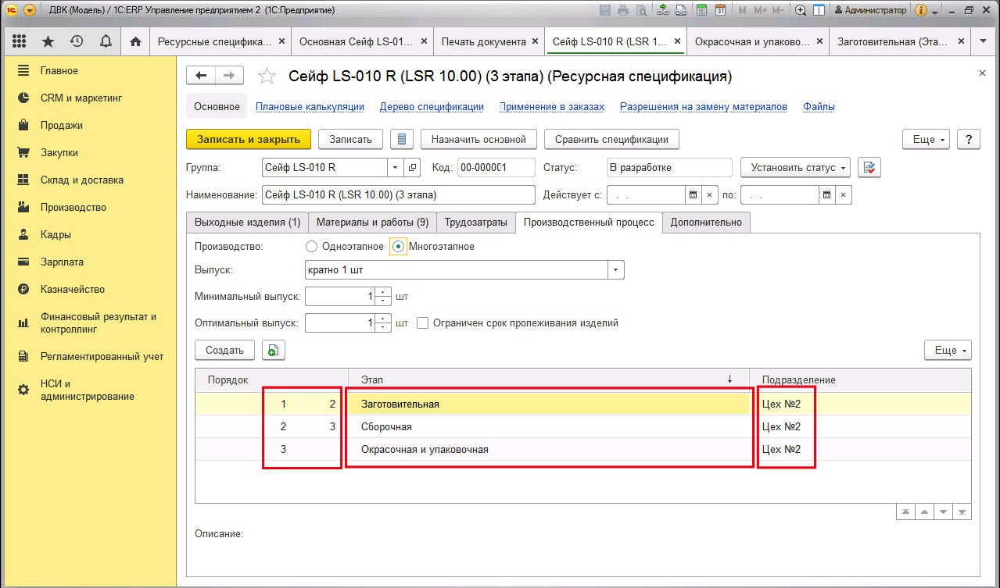 ДВК (Модель) / 1С:ERP Управление предприятием 2 (1С:Предприятие)
M M+ M- Администратор
Ресурсные специфика... × Основная Сейф LS-01... × Печать документа × Сейф LS-010 R (LSR 1... × Окрасочная и упаково... × Заготовительная (Эта... ×
Главное
CRM и маркетинг
Продажи
Закупки
Склад и доставка
Производство
Кадры
Зарплата
Казначейство
Финансовый результат и
контроллинг
Регламентированный учет
НСИ и
администрирование
Сейф LS-010 R (LSR 10.00) (3 этапа) (Ресурсная спецификация)
Основное Плановые калькуляции Дерево спецификации Применение в заказах Разрешения на замену материалов Файлы
Записать и закрыть Записать Назначить основной Сравнить спецификации Еще ?
Группа: Сейф LS-010 R Код: 00-000001 Статус: В разработке Установить статус
Наименование: Сейф LS-010 R (LSR 10.00) (3 этапа) Действует с: . . по: . .
Выходные изделия (1) Материалы и работы (9) Трудозатраты Производственный процесс Дополнительно
Производство: Одноэтапное Многоэтапное
Выпуск: кратно 1 шт
Минимальный выпуск: 1 шт
Оптимальный выпуск: 1 шт Ограничен срок пролеживания изделий
Создать Еще
Порядок Этап ↓ Подразделение
1 2 Заготовительная Цех №2
2 3 Сборочная Цех №2
3 Окрасочная и упаковочная Цех №2
Описание: